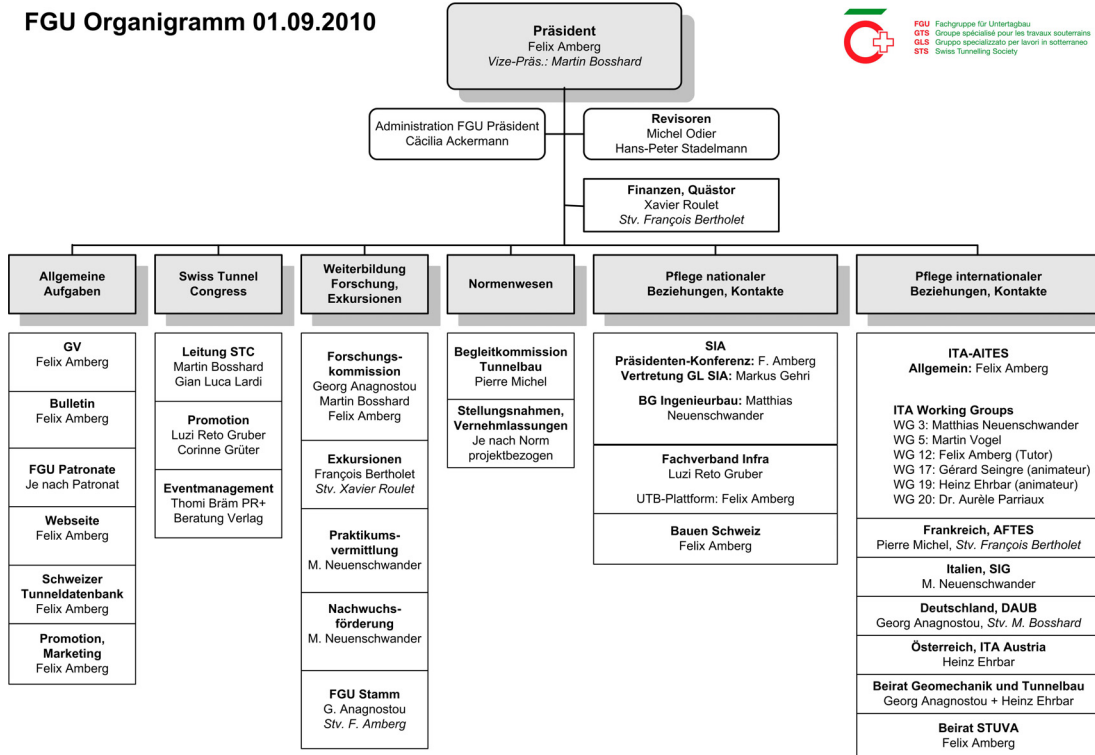 FGU Organigramm 01.09.2010
Präsident
Felix Amberg
Vize-Präs.: Martin Bosshard
FGU Fachgruppe für Untertagbau
GTS Groupe spécialisé pour les travaux souterrains
GLS Gruppo specializzato per lavori in sotterraneo
STS Swiss Tunnelling Society
Administration FGU Präsident
Cäcilia Ackermann
Revisoren
Michel Odier
Hans-Peter Stadelmann
Finanzen, Quästor
Xavier Roulet
Stv. François Bertholet
Allgemeine
Aufgaben
GV
Felix Amberg
Bulletin
Felix Amberg
FGU Patronate
Je nach Patronat
Webseite
Felix Amberg
Schweizer
Tunneldatenbank
Felix Amberg
Promotion,
Marketing
Felix Amberg
Swiss Tunnel
Congress
Leitung STC
Martin Bosshard
Gian Luca Lardi
Promotion
Luzi Reto Gruber
Corinne Grüter
Eventmanagement
Thomi Bräm PR+
Beratung Verlag
Weiterbildung
Forschung,
Exkursionen
Forschungs-
kommission
Georg Anagnostou
Martin Bosshard
Felix Amberg
Exkursionen
François Bertholet
Stv. Xavier Roulet
Praktikums-
vermittlung
M. Neuenschwander
Nachwuchs-
förderung
M. Neuenschwander
FGU Stamm
G. Anagnostou
Stv. F. Amberg
Normenwesen
Begleitkommission
Tunnelbau
Pierre Michel
Stellungsnahmen,
Vernehmlassungen
Je nach Norm
projektbezogen
Pflege nationaler
Beziehungen, Kontakte
SIA
Präsidenten-Konferenz: F. Amberg
Vertretung GL SIA: Markus Gehri
BG Ingenieurbau: Matthias
Neuenschwander
Fachverband Infra
Luzi Reto Gruber
UTB-Plattform: Felix Amberg
Bauen Schweiz
Felix Amberg
Pflege internationaler
Beziehungen, Kontakte
ITA-AITES
Allgemein: Felix Amberg
ITA Working Groups
WG 3: Matthias Neuenschwander
WG 5: Martin Vogel
WG 12: Felix Amberg (Tutor)
WG 17: Gérard Seingre (animateur)
WG 19: Heinz Ehrbar (animateur)
WG 20: Dr. Aurèle Parriaux
Frankreich, AFTES
Pierre Michel, Stv. François Bertholet
Italien, SIG
M. Neuenschwander
Deutschland, DAUB
Georg Anagnostou, Stv. M. Bosshard
Österreich, ITA Austria
Heinz Ehrbar
Beirat Geomechanik und Tunnelbau
Georg Anagnostou + Heinz Ehrbar
Beirat STUVA
Felix Amberg